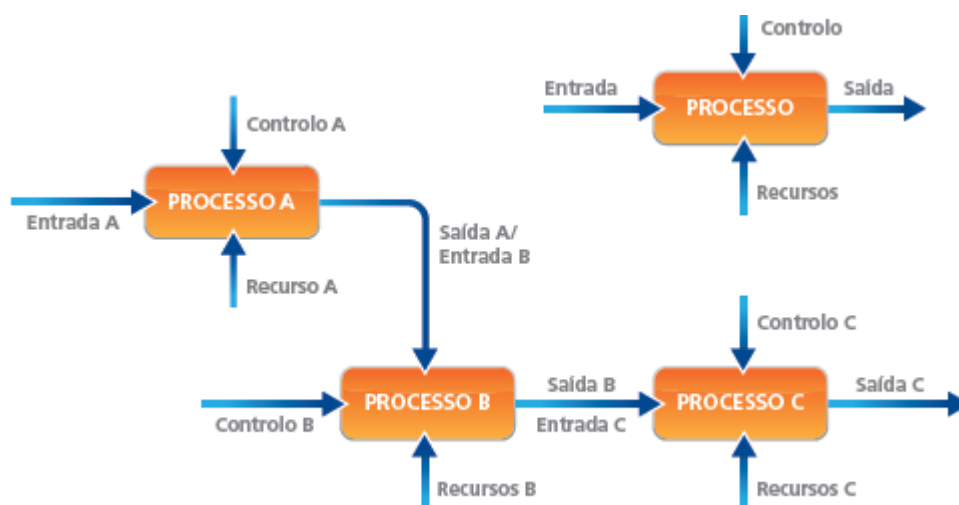 Controlo
Entrada
PROCESSO
Saída
Recursos
Controlo A
PROCESSO A
Entrada A
Recurso A
Saída A/
Entrada B
Controlo C
PROCESSO B
Saída B
PROCESSO C
Saída C
Controlo B
Entrada C
Recursos B
Recursos C